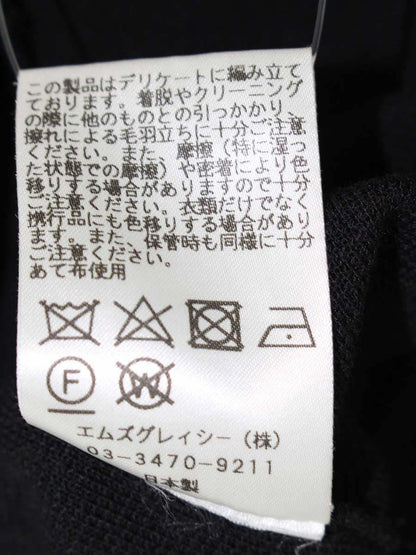 この製品はデリケートに編み立て
ております。着脱やクリーニング
の際に他のものとの引っかかり、
擦れによる毛羽立ちに十分ご注意
ください。また、摩擦（特に湿っ
た状態での摩擦）や密着により色
移りする場合がありますので十分
ご注意ください。衣類だけでなく
携行品にも色移りする場合があり
ます。また、保管時も同様に十分
ご注意ください。
あて布使用
F
W
エムズグレイシー（株）
03-3470-9211
日本製